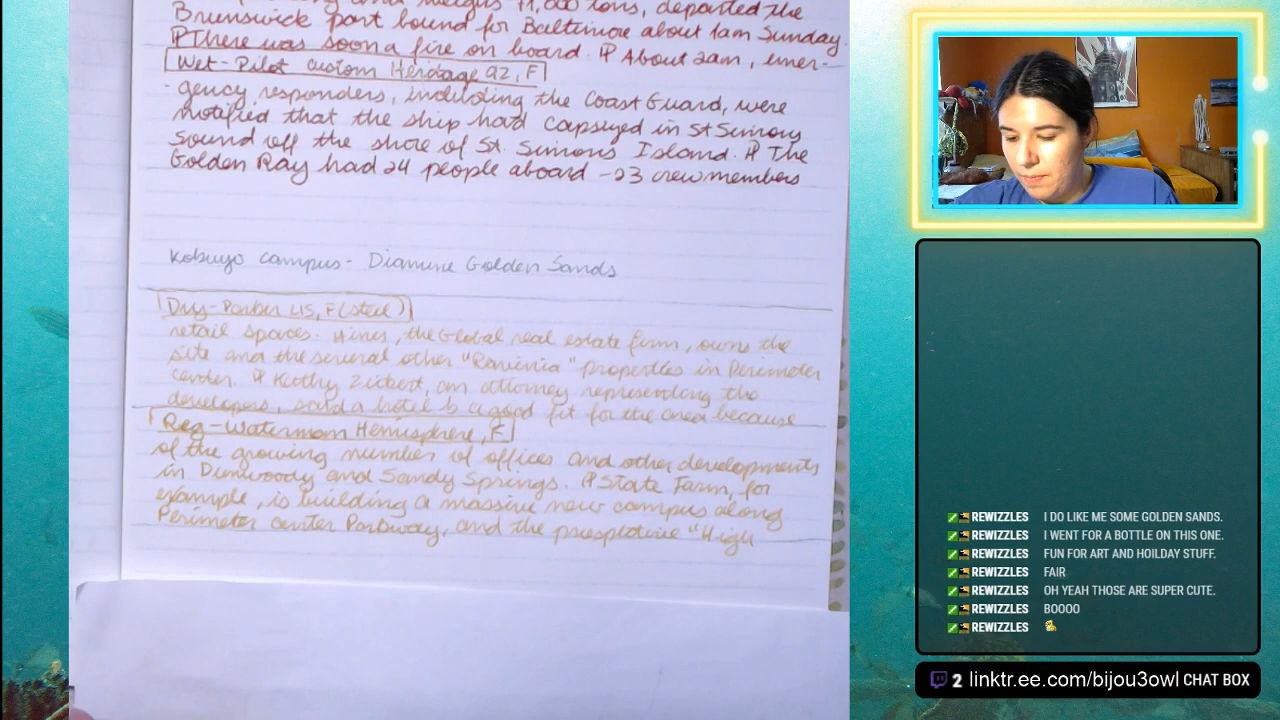 +1,000 tons, departed the
Brunswick port bound for Baltimore about 1am Sunday.
¶There was soon a fire on board. ¶ About 2am, emer-
Wet-Pilot Custom Heridage 92, F
gency responders, including the Coast Guard, were
notified that the ship had capsized in St Simons
Sound off the shore of St. Simons Island. ¶ The
Golden Ray had 24 people aboard - 23 crewmembers
Kobuyo campus - Diamine Golden Sands
Dry-Parker US, F (steel)
retail spaces. Hines, the Global real estate firm, owns the
site and the several other "Ravinia" properties in Perimeter
Center. ¶ Kathy Zickert, an attorney representing the
developers, said a hotel is a good fit for the area because
Reg-Waterman Hemisphere, F
of the growing number of offices and other developments
in Dunwoody and Sandy Springs. ¶ State Farm, for
example, is building a massive new campus along
Perimeter Center Parkway, and the "High
REWIZZLES I DO LIKE ME SOME GOLDEN SANDS.
REWIZZLES I WENT FOR A BOTTLE ON THIS ONE.
REWIZZLES FUN FOR ART AND HOILDAY STUFF.
REWIZZLES FAIR
REWIZZLES OH YEAH THOSE ARE SUPER CUTE.
REWIZZLES BOOOO
REWIZZLES
2 linktr.ee.com/bijou3owl CHAT BOX